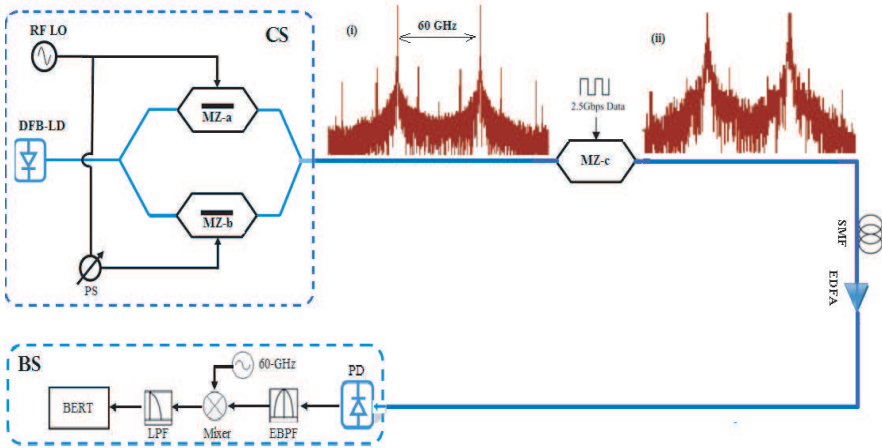 RF LO
CS
(i)
60 GHz
(ii)
MZ-a
2.5Gbps Data
DFB-LD
MZ-c
MZ-b
SMF
PS
EDFA
BS
60-GHz
PD
BERT
LPF
Mixer
EBPF